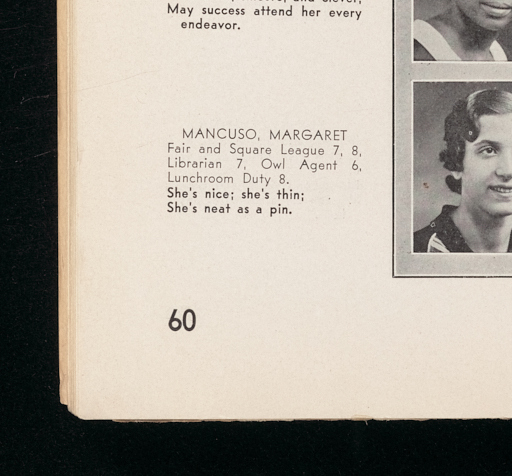 and clever,
May success attend her every
endeavor.
MANCUSO, MARGARET
Fair and Square League 7, 8,
Librarian 7, Owl Agent 6,
Lunchroom Duty 8.
She's nice; she's thin;
She's neat as a pin.
60